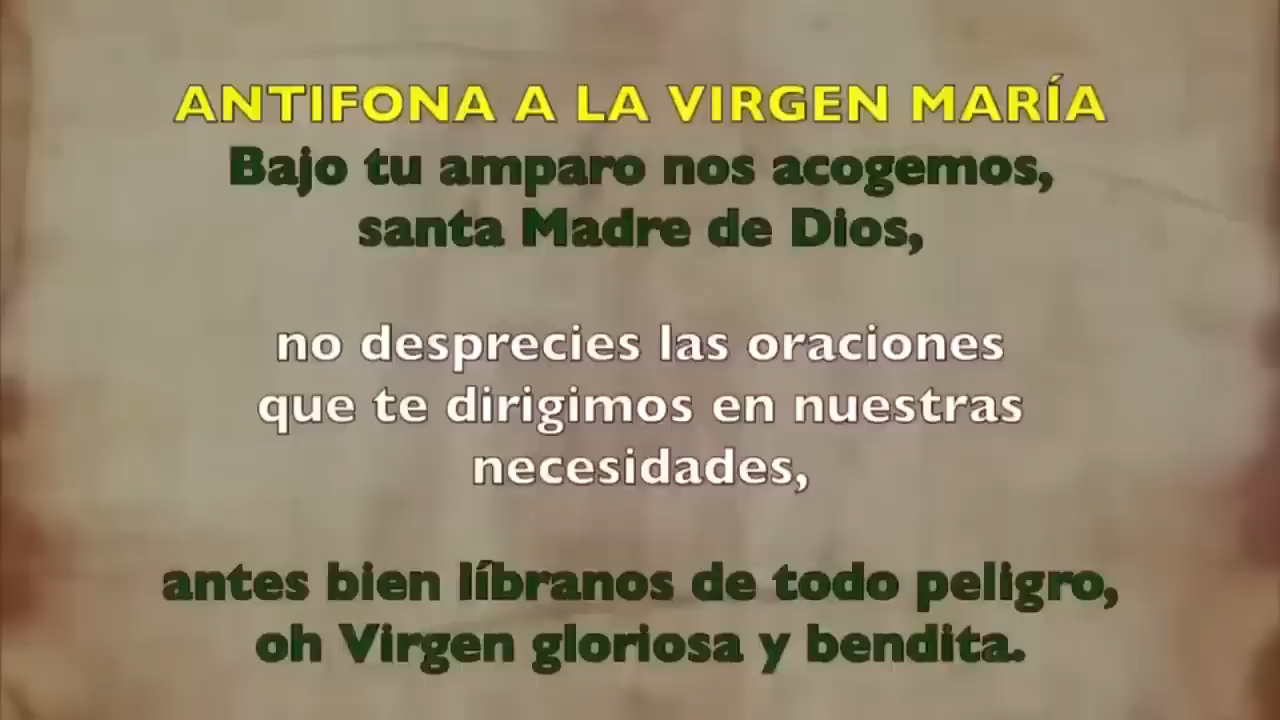 ANTIFONA A LA VIRGEN MARÍA
Bajo tu amparo nos acogemos,
santa Madre de Dios,
no desprecies las oraciones
que te dirigimos en nuestras
necesidades,
antes bien líbranos de todo peligro,
oh Virgen gloriosa y bendita.